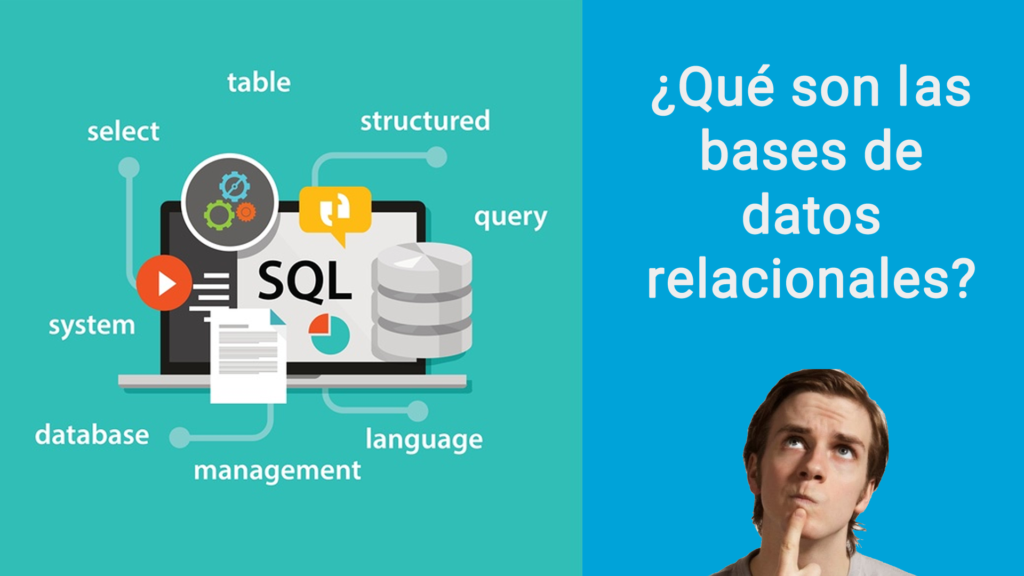 table
select
structured
query
SQL
system
database
language
management
¿Qué son las
bases de
datos
relacionales?